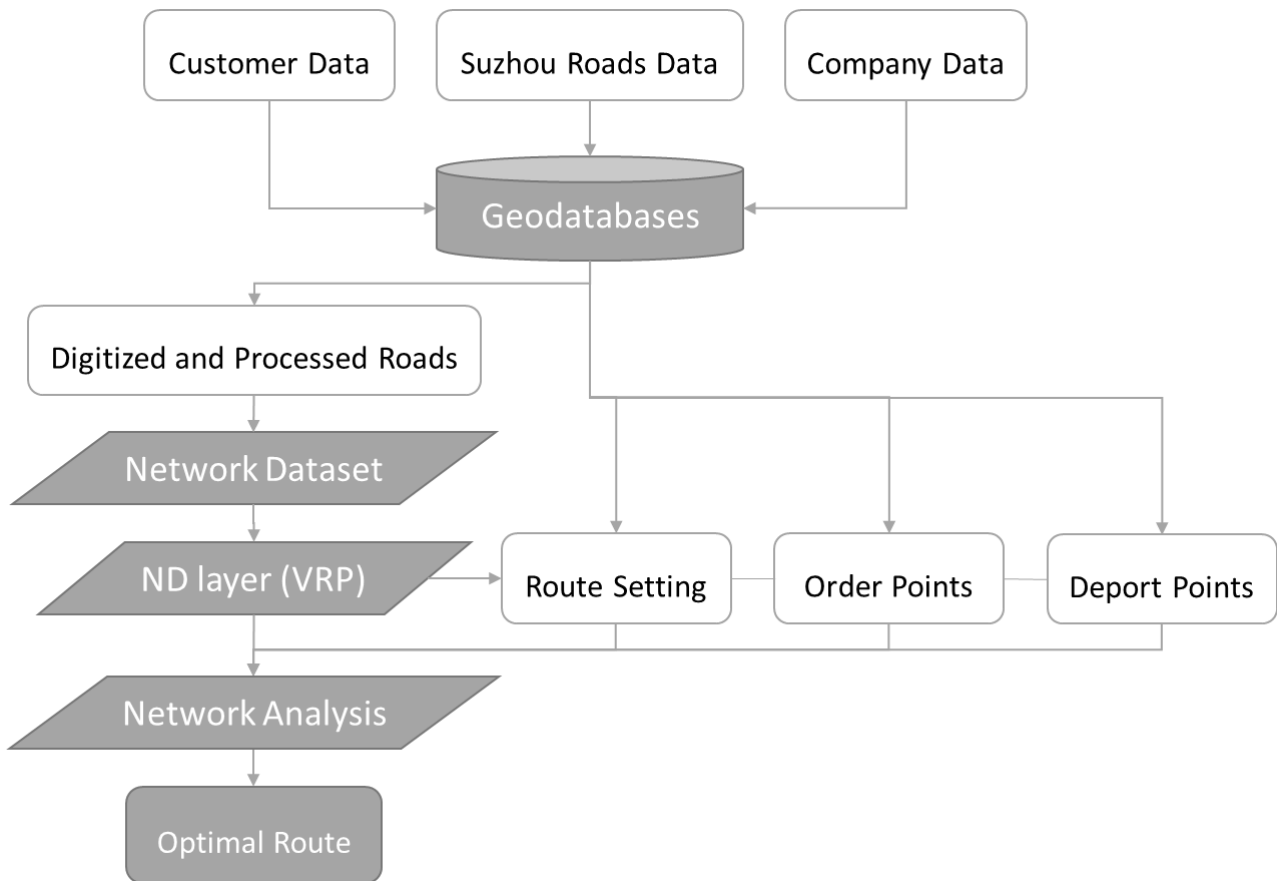 Customer Data
Suzhou Roads Data
Company Data
Geodatabases
Digitized and Processed Roads
Network Dataset
ND layer (VRP)
Route Setting
Order Points
Deport Points
Network Analysis
Optimal Route